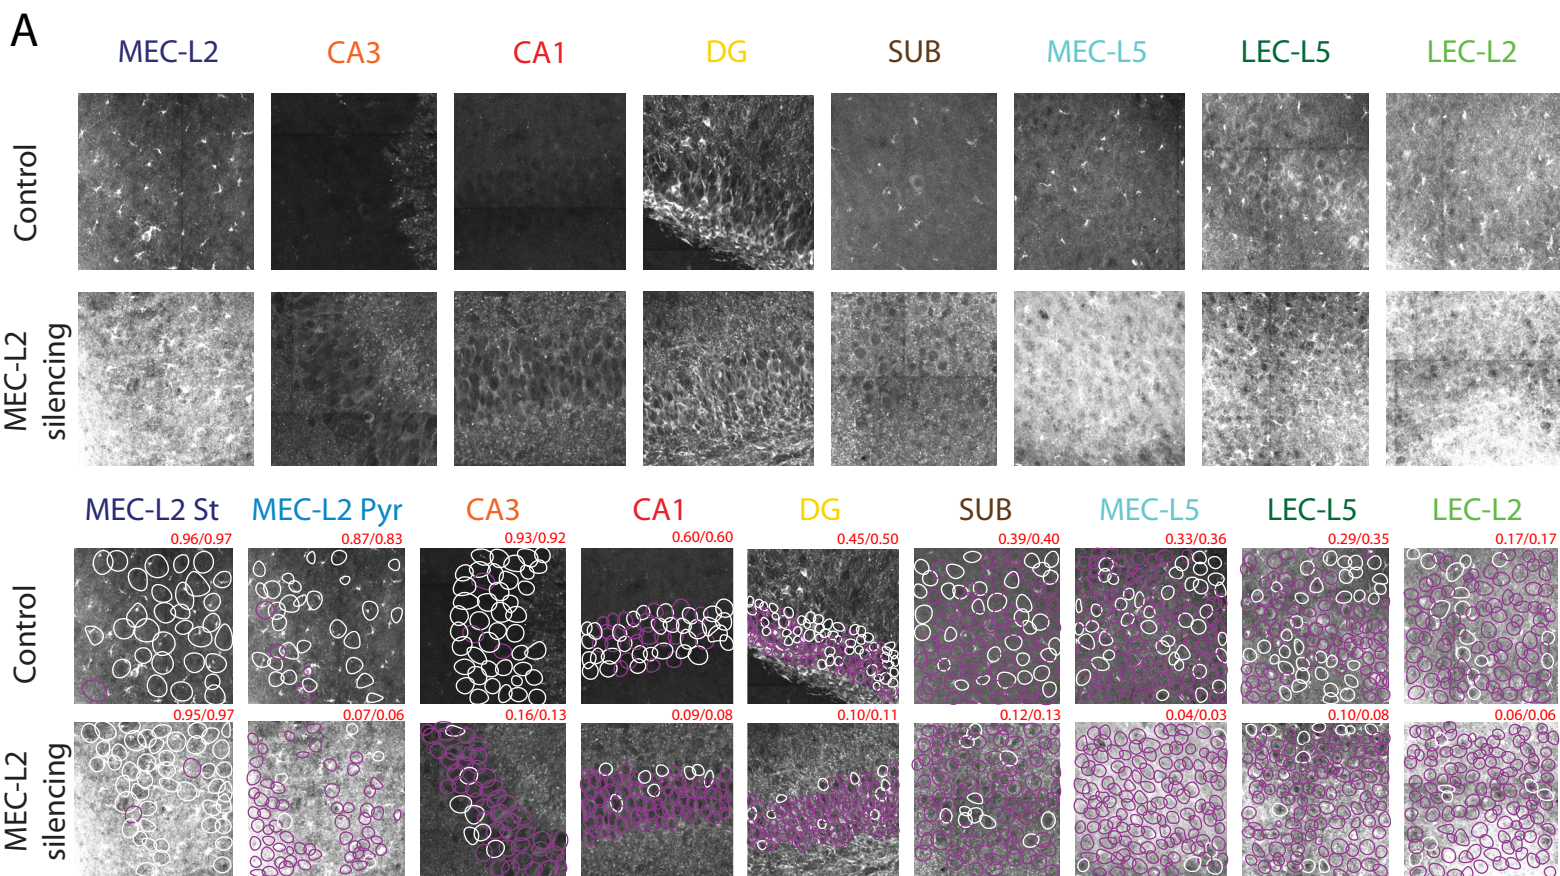 A
MEC-L2 CA3 CA1 DG SUB MEC-L5 LEC-L5 LEC-L2
Control
MEC-L2
silencing
MEC-L2 St MEC-L2 Pyr CA3 CA1 DG SUB MEC-L5 LEC-L5 LEC-L2
0.96/0.97 0.87/0.83 0.93/0.92 0.60/0.60 0.45/0.50 0.39/0.40 0.33/0.36 0.29/0.35 0.17/0.17
Control
0.95/0.97 0.07/0.06 0.16/0.13 0.09/0.08 0.10/0.11 0.12/0.13 0.04/0.03 0.10/0.08 0.06/0.06
MEC-L2
silencing